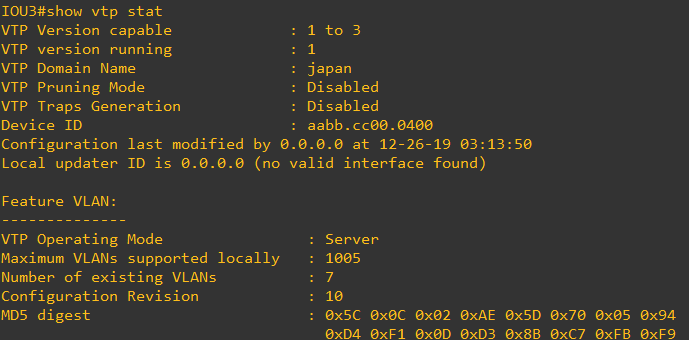 IOU3#show vtp stat
VTP Version capable : 1 to 3
VTP version running : 1
VTP Domain Name : japan
VTP Pruning Mode : Disabled
VTP Traps Generation : Disabled
Device ID : aabb.cc00.0400
Configuration last modified by 0.0.0.0 at 12-26-19 03:13:50
Local updater ID is 0.0.0.0 (no valid interface found)
Feature VLAN:
--------------
VTP Operating Mode : Server
Maximum VLANs supported locally : 1005
Number of existing VLANs : 7
Configuration Revision : 10
MD5 digest : 0x5C 0x0C 0x02 0xAE 0x5D 0x70 0x05 0x94
0xD4 0xF1 0x0D 0xD3 0x8B 0xC7 0xFB 0xF9